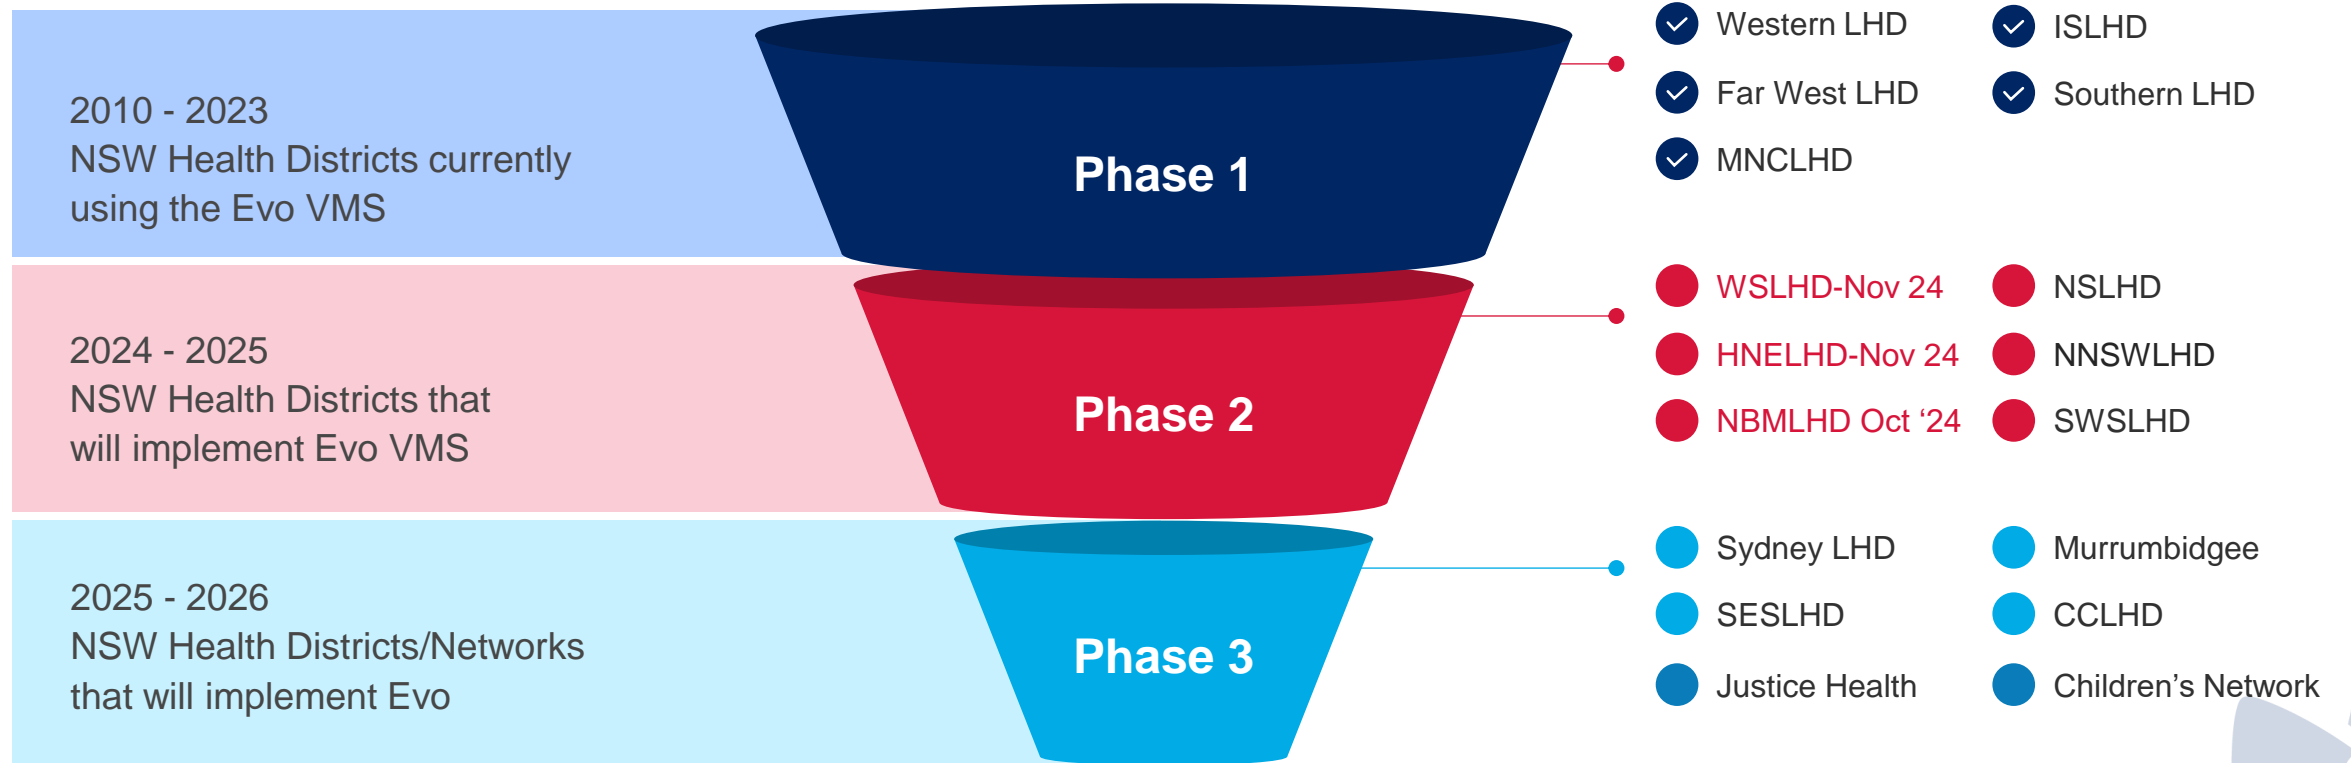 2010 - 2023
NSW Health Districts currently
using the Evo VMS
Phase 1
Western LHD
ISLHD
Far West LHD
Southern LHD
MNCLHD
2024 - 2025
NSW Health Districts that
will implement Evo VMS
Phase 2
WSLHD-Nov 24
NSLHD
HNELHD-Nov 24
NNSWLHD
NBMLHD Oct ‘24
SWSLHD
2025 - 2026
NSW Health Districts/Networks
that will implement Evo
Phase 3
Sydney LHD
Murrumbidgee
SESLHD
CCLHD
Justice Health
Children’s Network